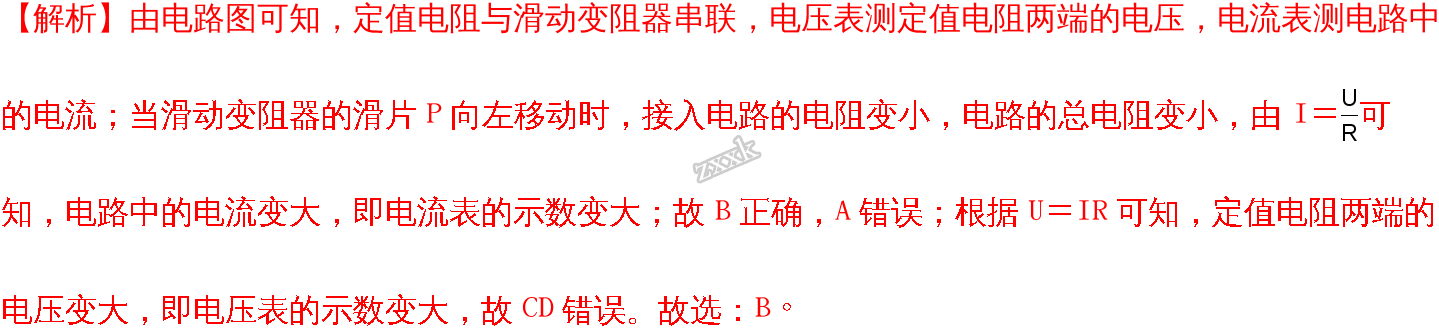 【解析】由电路图可知，定值电阻与滑动变阻器串联，电压表测定值电阻两端的电压，电流表测电路中
的电流；当滑动变阻器的滑片 P 向左移动时，接入电路的电阻变小，电路的总电阻变小，由 I＝U/R可
zxxk
知，电路中的电流变大，即电流表的示数变大；故 B 正确，A 错误；根据 U＝IR 可知，定值电阻两端的
电压变大，即电压表的示数变大，故 CD 错误。故选：B。